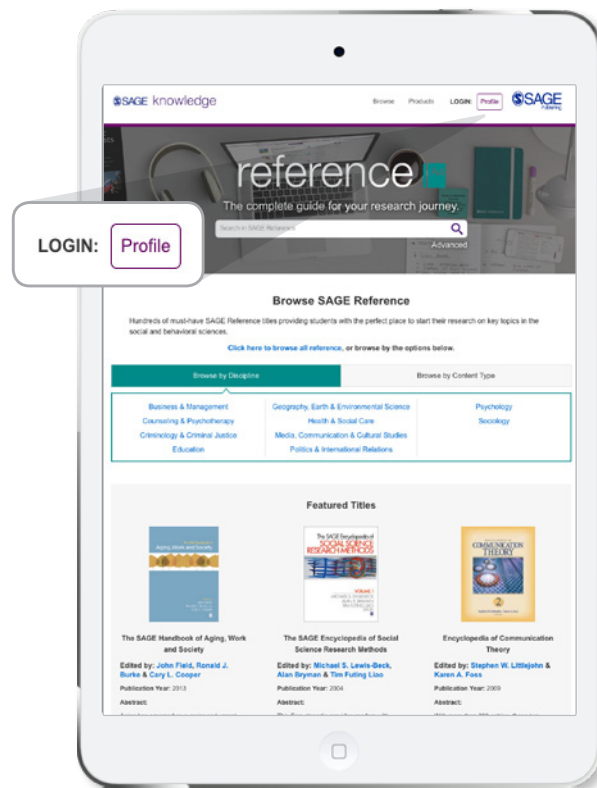 SAGE knowledge
Browse Products LOGIN: Profile
SAGE
Publishing
reference
The complete guide for your research journey.
Search in SAGE Reference
Advanced
LOGIN: Profile
Browse SAGE Reference
Hundreds of must-have SAGE Reference titles providing students with the perfect place to start their research on key topics in the
social and behavioral sciences.
Click here to browse all reference, or browse by the options below.
Browse by Discipline
Browse by Content Type
Business & Management
Counseling & Psychotherapy
Criminology & Criminal Justice
Education
Geography, Earth & Environmental Science
Health & Social Care
Media, Communication & Cultural Studies
Politics & International Relations
Psychology
Sociology
Featured Titles
Aging, Work and Society
The SAGE Encyclopedia of
SOCIAL SCIENCE
RESEARCH METHODS
VOLUME 1
COMMUNICATION
THEORY
The SAGE Handbook of Aging, Work
and Society
Edited by: John Field, Ronald J.
Burke & Cary L. Cooper
Publication Year: 2013
Abstract:
The SAGE Encyclopedia of Social
Science Research Methods
Edited by: Michael S. Lewis-Beck,
Alan Bryman & Tim Futing Liao
Publication Year: 2004
Abstract:
Encyclopedia of Communication
Theory
Edited by: Stephen W. Littlejohn &
Karen A. Foss
Publication Year: 2009
Abstract: